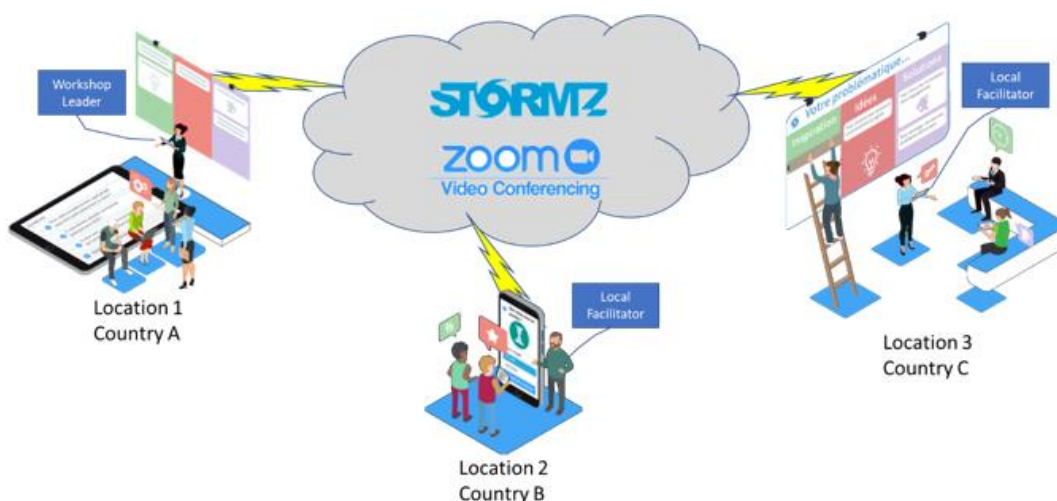 Workshop
Leader
STORMZ
zoom
Video Conferencing
Votre problématique...
Inspiration
Idées
Solutions
Local
Facilitator
Location 1
Country A
Local
Facilitator
Location 3
Country C
Location 2
Country B